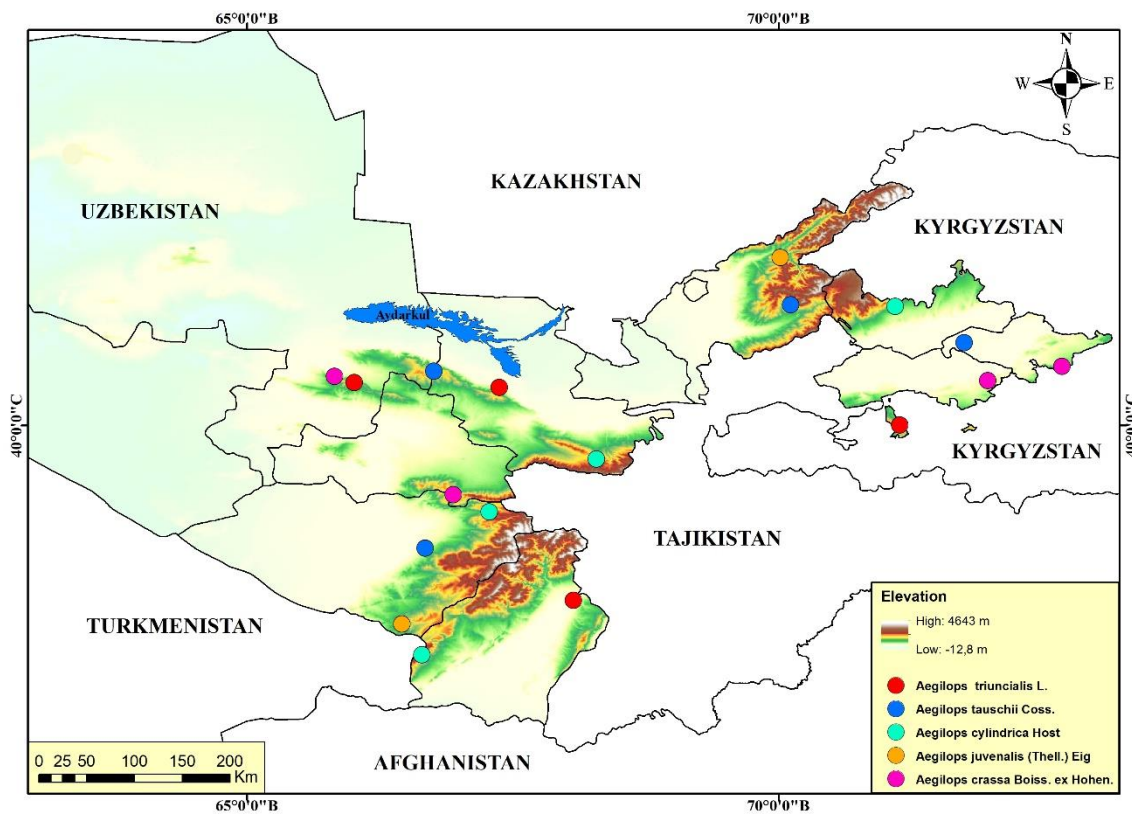 65°0'0"B 70°0'0"B
N
W E
S
KAZAKHSTAN
UZBEKISTAN
KYRGYZSTAN
Aydarkul
40°0'0"C
40°0'0"C
KYRGYZSTAN
TAJIKISTAN
TURKMENISTAN
AFGHANISTAN
Elevation
High: 4643 m
Low: -12,8 m
Aegilops triuncialis L.
Aegilops tauschii Coss.
Aegilops cylindrica Host
Aegilops juvenalis (Thell.) Eig
Aegilops crassa Boiss. ex Hohen.
0 25 50 100 150 200
Km
65°0'0"B 70°0'0"B